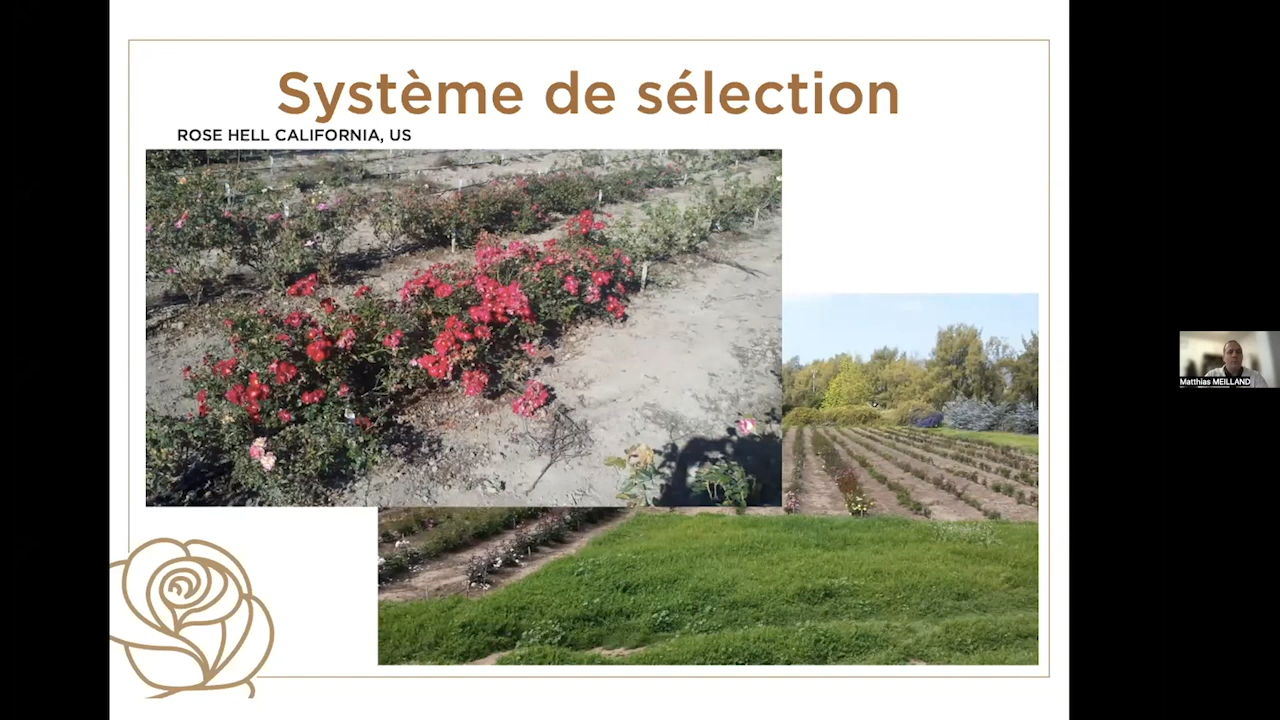 Système de sélection
ROSE HELL CALIFORNIA, US
Matthias MEILLAND